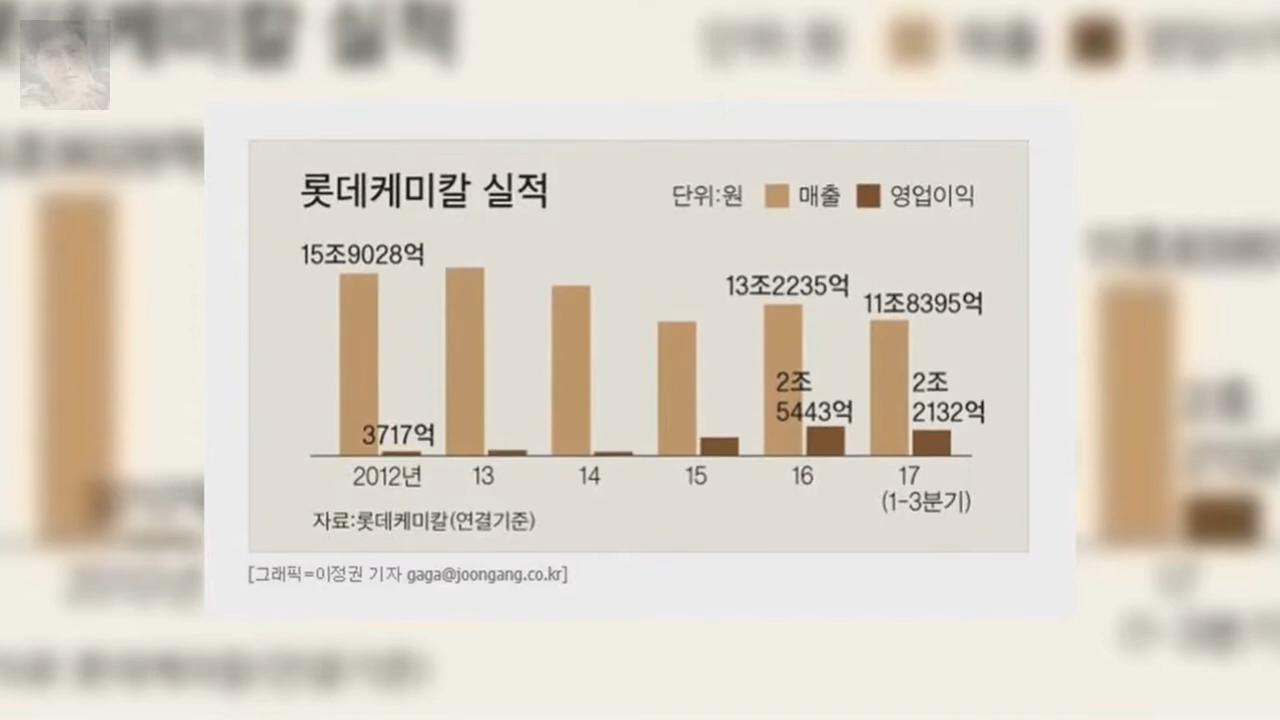 롯데케미칼 실적
단위:원 매출 영업이익
15조9028억
13조2235억
11조8395억
2조
5443억
2조
2132억
3717억
2012년 13 14 15 16 17
(1-3분기)
자료:롯데케미칼(연결기준)
[그래픽=이정권 기자 gaga@joongang.co.kr]